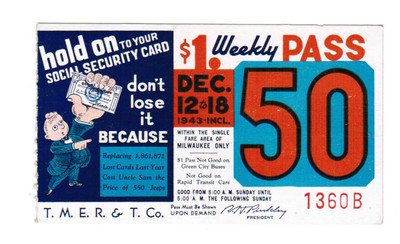 hold on TO YOUR
SOCIAL SECURITY CARD
don't
lose
it
BECAUSE
Replacing 1,881,871
Lost Cards Last Year
Cost Uncle Sam the
Price of 550 Jeeps
T. M. E. R. & T. Co.
$1. Weekly PASS
DEC.
12 to 18
1943-INCL.
WITHIN THE SINGLE
FARE AREA OF
MILWAUKEE ONLY
$1 Pass Not Good on
Green City Buses
Not Good on
Rapid Transit Cars
GOOD FROM 5:00 A.M. SUNDAY UNTIL
5:00 A.M. THE FOLLOWING SUNDAY
Pass Must Be Shown
UPON DEMAND
PRESIDENT
50
1360B